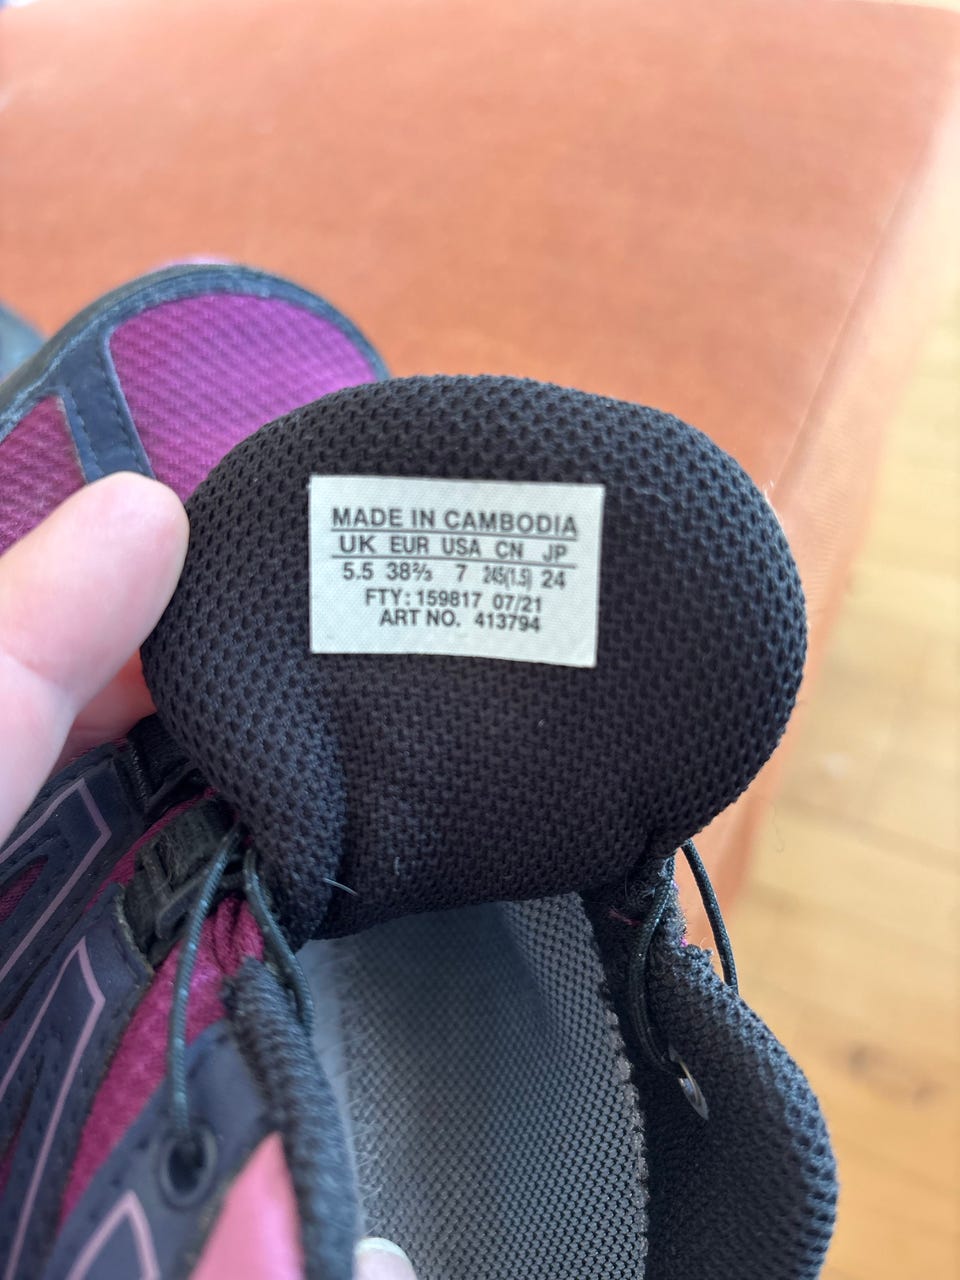 MADE IN CAMBODIA
UK EUR USA CN JP
5.5 38⅔ 7 245(1.5) 24
FTY: 159817 07/21
ART NO. 413794